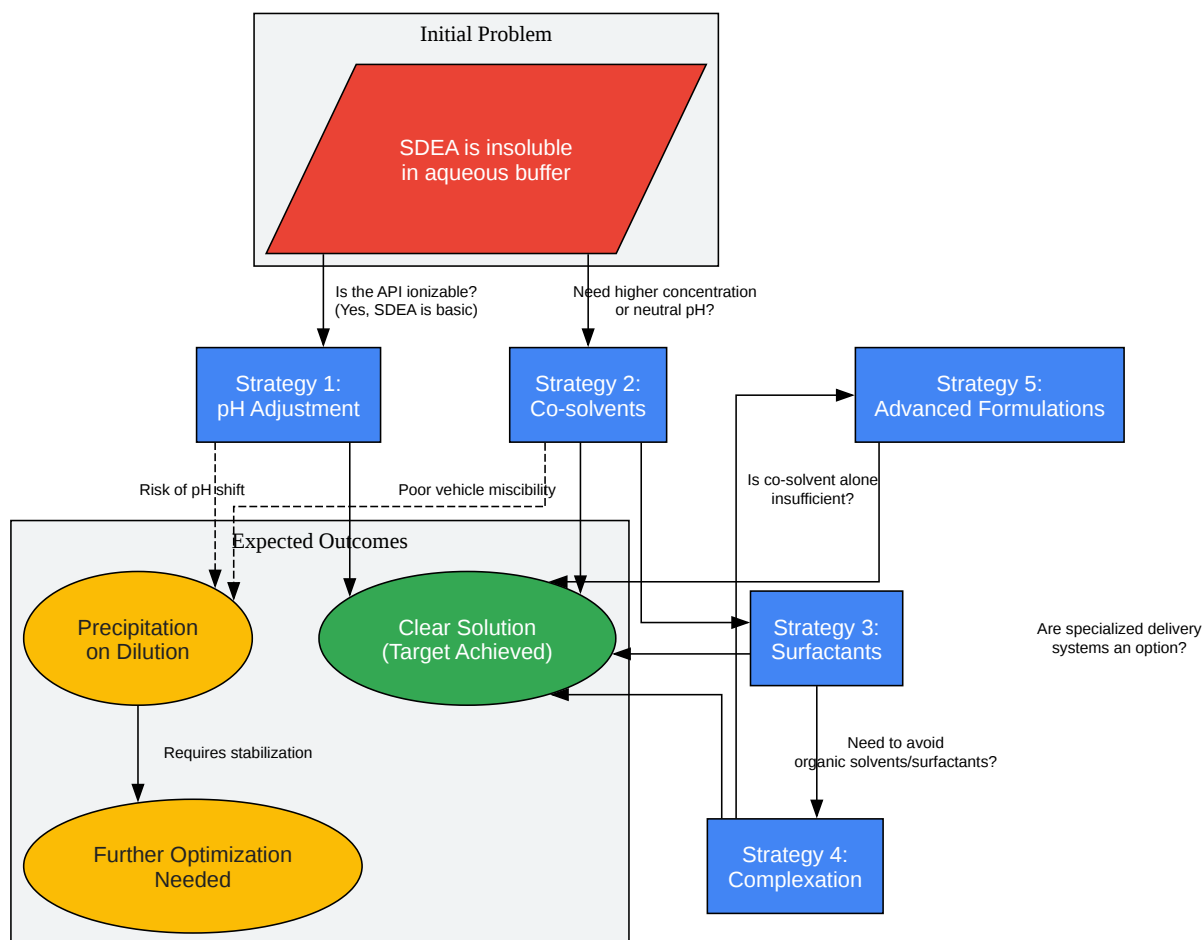 Initial Problem
SDEA is insoluble
in aqueous buffer
Is the API ionizable?
(Yes, SDEA is basic)
Need higher concentration
or neutral pH?
Strategy 1:
pH Adjustment
Strategy 2:
Co-solvents
Strategy 5:
Advanced Formulations
Risk of pH shift
Poor vehicle miscibility
Is co-solvent alone
insufficient?
Expected Outcomes
Precipitation
on Dilution
Clear Solution
(Target Achieved)
Strategy 3:
Surfactants
Are specialized delivery
systems an option?
Requires stabilization
Need to avoid
organic solvents/surfactants?
Further Optimization
Needed
Strategy 4:
Complexation